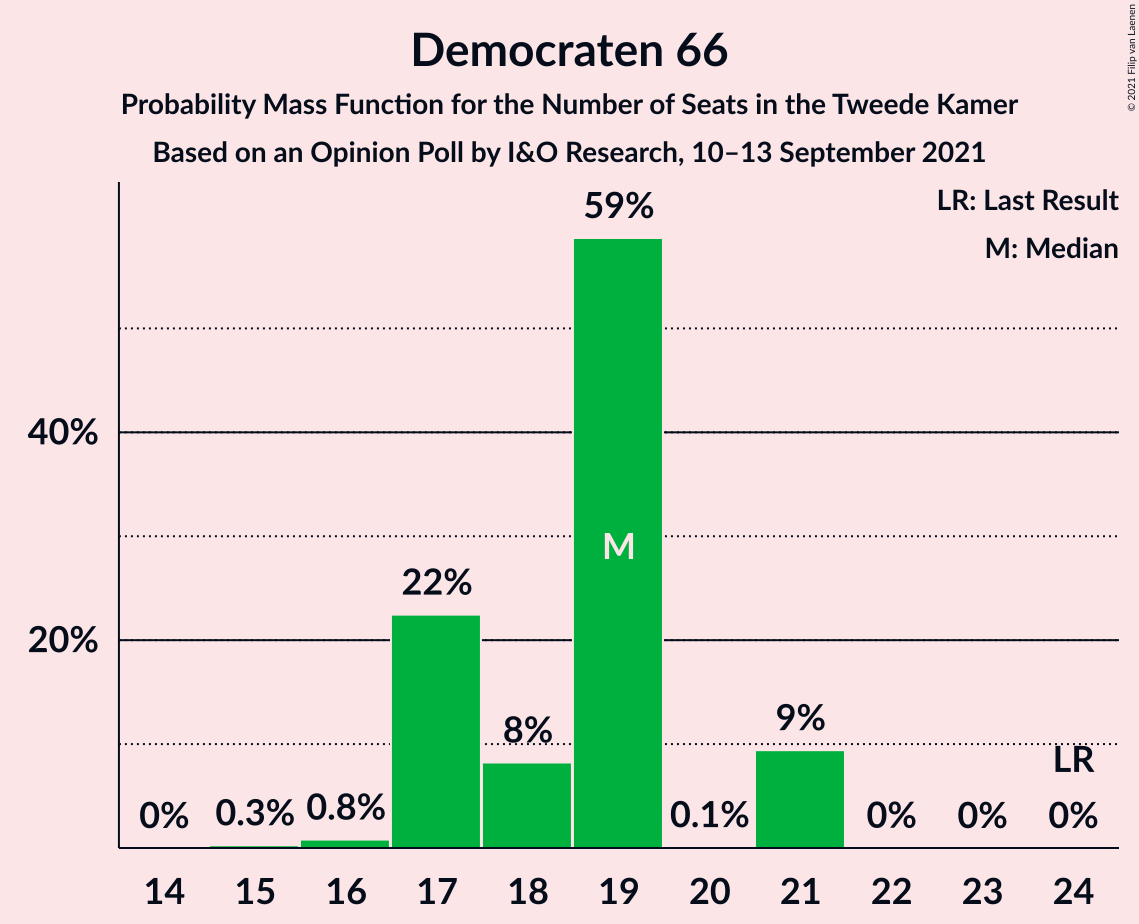 Democraten 66
Probability Mass Function for the Number of Seats in the Tweede Kamer
Based on an Opinion Poll by I&O Research, 10–13 September 2021
© 2021 Filip van Laenen
LR: Last Result
M: Median
59%
40%
M
22%
20%
9%
8%
LR
0%
0.3%
0.8%
0.1%
0%
0%
0%
14 15 16 17 18 19 20 21 22 23 24